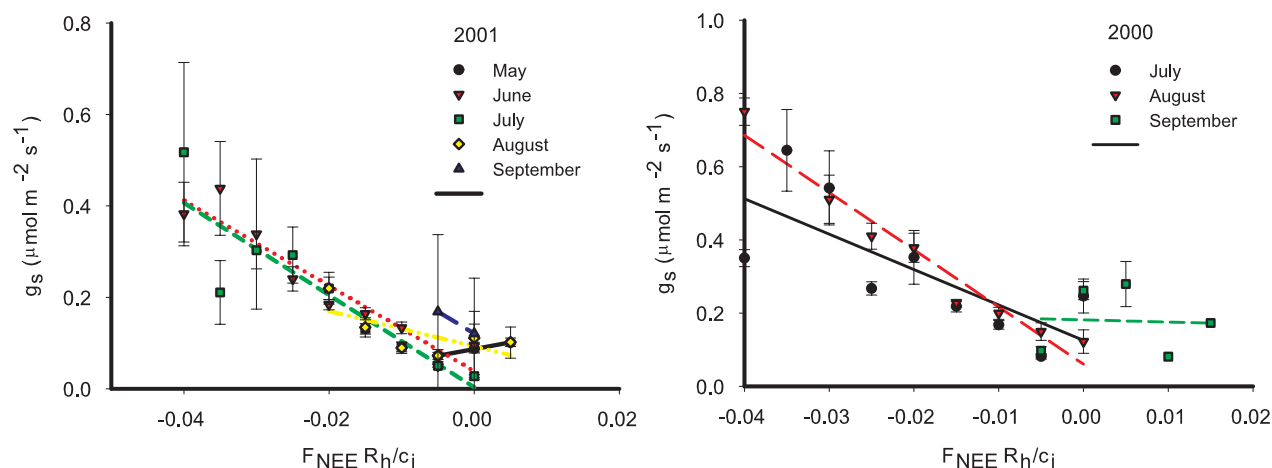 2001
May
June
July
August
September
0.8
0.6
0.4
0.2
0.0
gs (μmol m -2 s-1)
-0.04
-0.02
0.00
0.02
FNEE Rh/ci
2000
July
August
September
1.0
0.8
0.6
0.4
0.2
0.0
gs (μmol m -2 s-1)
-0.04
-0.03
-0.02
-0.01
0.00
0.01
0.02
FNEE Rh/ci